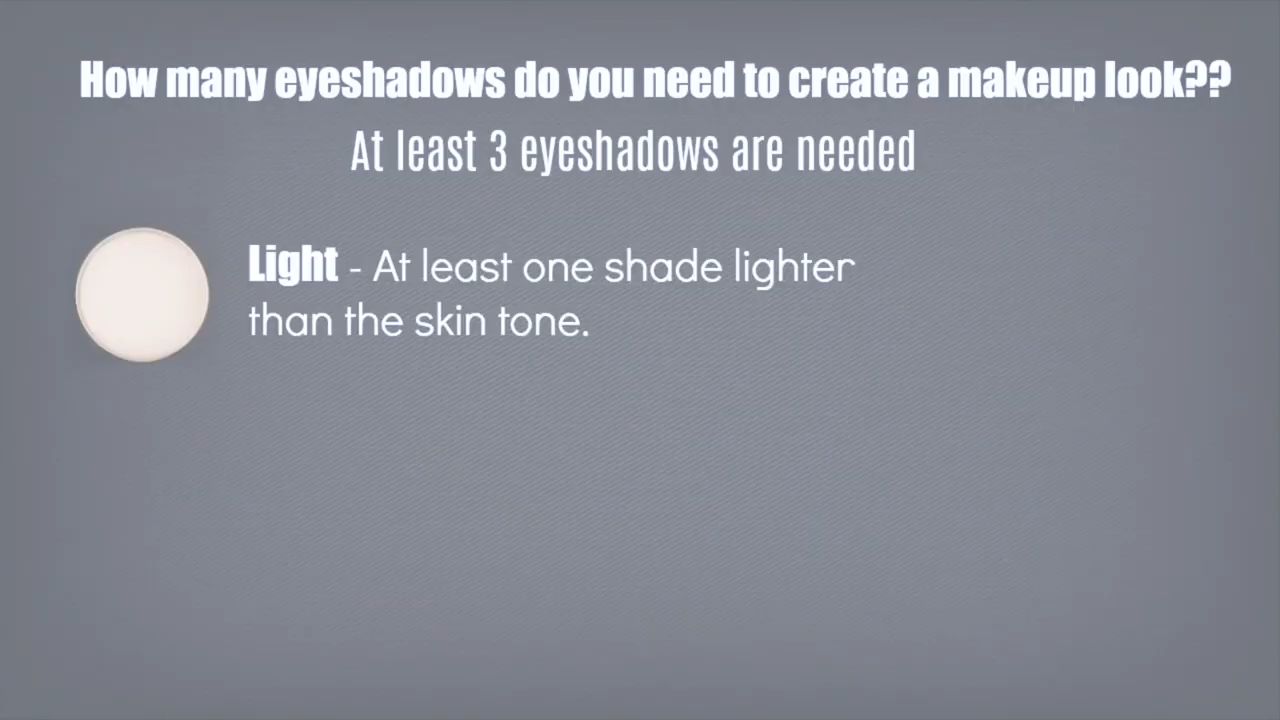 How many eyeshadows do you need to create a makeup look??
At least 3 eyeshadows are needed
Light - At least one shade lighter
than the skin tone.